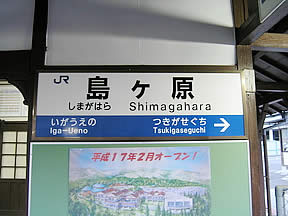 JR
島ヶ原
しまがはら Shimagahara
いがうえの つきがせぐち
Iga-Ueno Tsukigaseguchi
平成17年2月オープン!